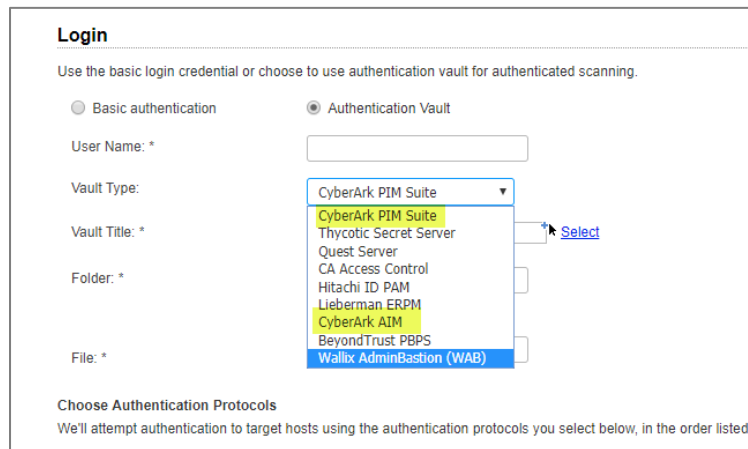 Login
Use the basic login credential or choose to use authentication vault for authenticated scanning.
Basic authentication Authentication Vault
User Name: *
Vault Type: CyberArk PIM Suite
CyberArk PIM Suite
Vault Title: * Thycotic Secret Server Select
Quest Server
CA Access Control
Folder: * Hitachi ID PAM
Lieberman ERPM
CyberArk AIM
BeyondTrust PBPS
File: * Wallix AdminBastion (WAB)
Choose Authentication Protocols
We'll attempt authentication to target hosts using the authentication protocols you select below, in the order listed